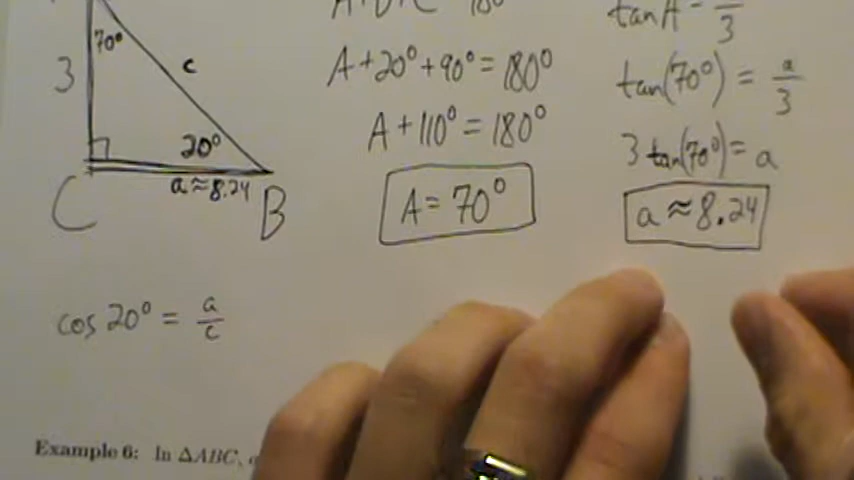 70°
3
c
20°
a ≈ 8.24
C
B
180°
A + 20° + 90° = 180°
A + 110° = 180°
A = 70°
tan A = 
3
tan(70°) = a/3
3 tan(70°) = a
a ≈ 8.24
cos 20° = a/c
Example 6: In ΔABC,